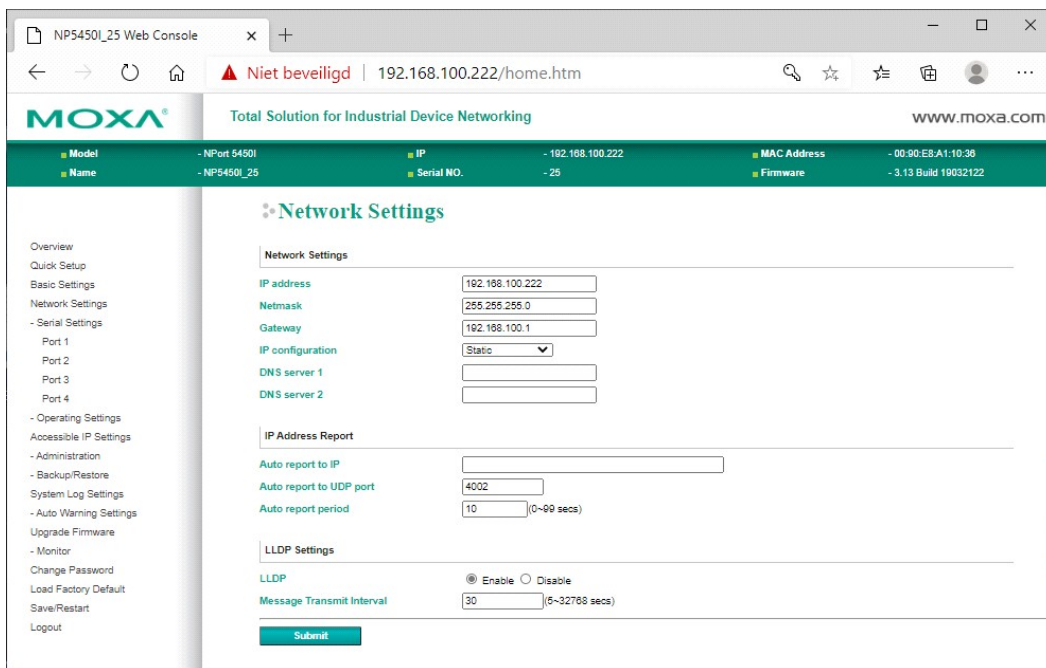 NP5450I_25 Web Console
Niet beveiligd | 192.168.100.222/home.htm
MOXA® Total Solution for Industrial Device Networking www.moxa.com
Model - NPort 5450I IP - 192.168.100.222 MAC Address - 00:90:E8:A1:10:36
Name - NP5450I_25 Serial NO. - 25 Firmware - 3.13 Build 19032122
Overview
Quick Setup
Basic Settings
Network Settings
- Serial Settings
Port 1
Port 2
Port 3
Port 4
- Operating Settings
Accessible IP Settings
- Administration
- Backup/Restore
System Log Settings
- Auto Warning Settings
Upgrade Firmware
- Monitor
Change Password
Load Factory Default
Save/Restart
Logout
Network Settings
Network Settings
IP address 192.168.100.222
Netmask 255.255.255.0
Gateway 192.168.100.1
IP configuration Static
DNS server 1
DNS server 2
IP Address Report
Auto report to IP
Auto report to UDP port 4002
Auto report period 10 (0~99 secs)
LLDP Settings
LLDP Enable Disable
Message Transmit Interval 30 (5~32768 secs)
Submit